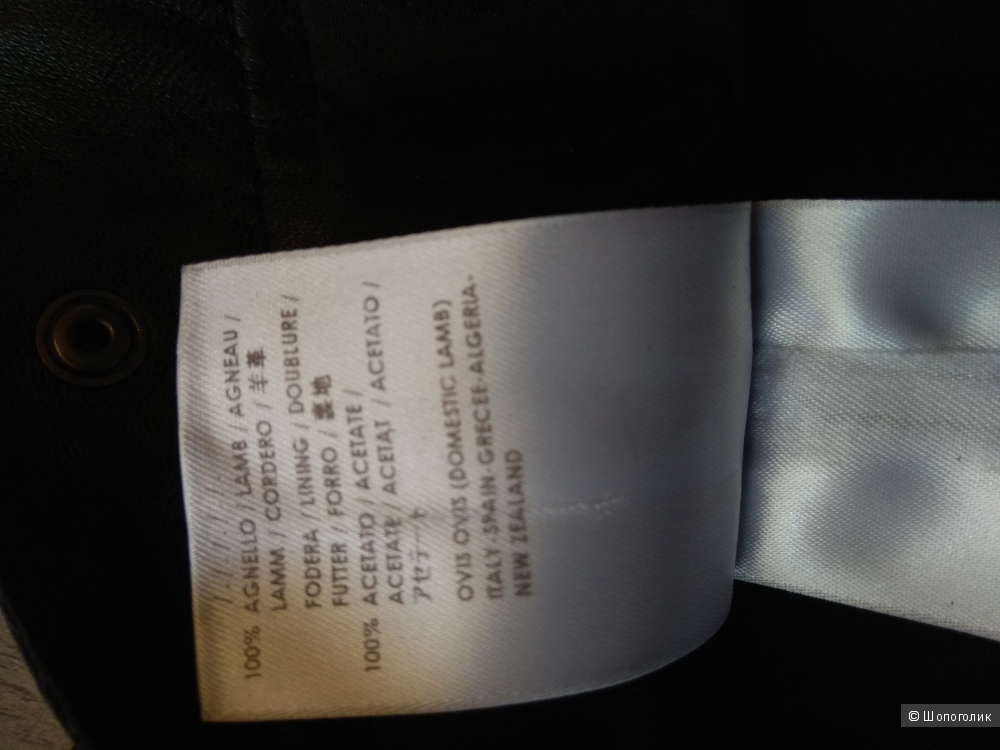 100% AGNELLO / LAMB / AGNEAU /
LAMM / CORDERO / 羊革
FODERA / LINING / DOUBLURE /
FUTTER / FORRO / 裏地
100% ACETATO / ACETATE /
ACETATE / ACETAT / ACETATO /
アセテート
OVIS OVIS (DOMESTIC LAMB)
ITALY-SPAIN-GRECEE-ALGERIA-
NEW ZEALAND
© Шопоголик